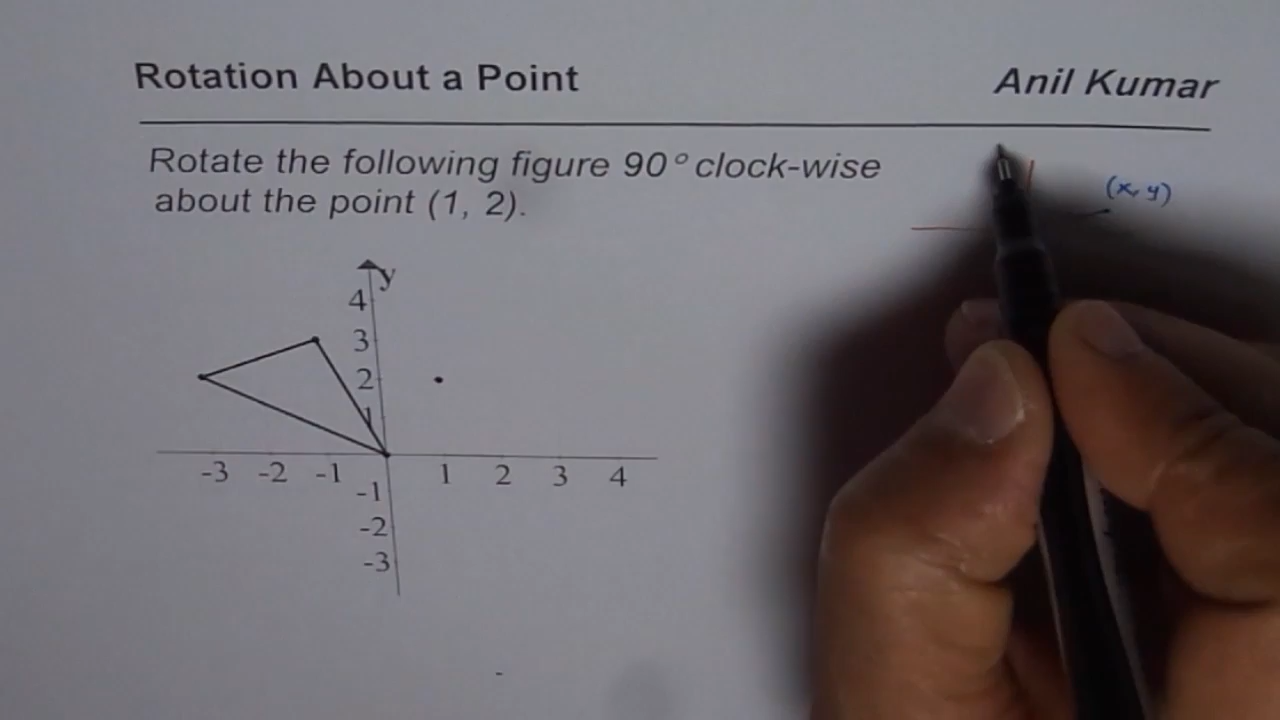 Rotation About a Point
Anil Kumar
Rotate the following figure 90° clock-wise
about the point (1, 2).
(x, y)
y
4
3
2
1
-3 -2 -1 1 2 3 4
-1
-2
-3